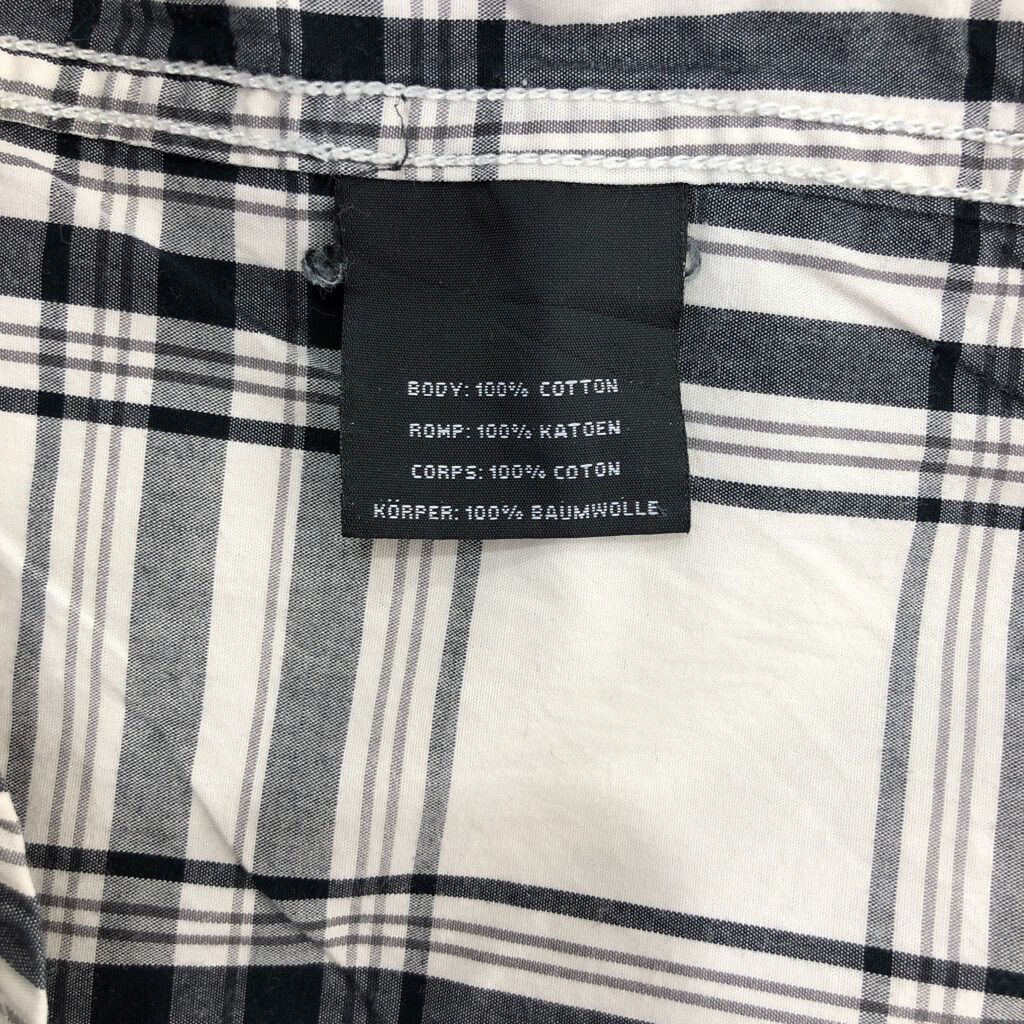 BODY: 100% COTTON
ROMP: 100% KATOEN
CORPS: 100% COTON
KÖRPER: 100% BAUMWOLLE